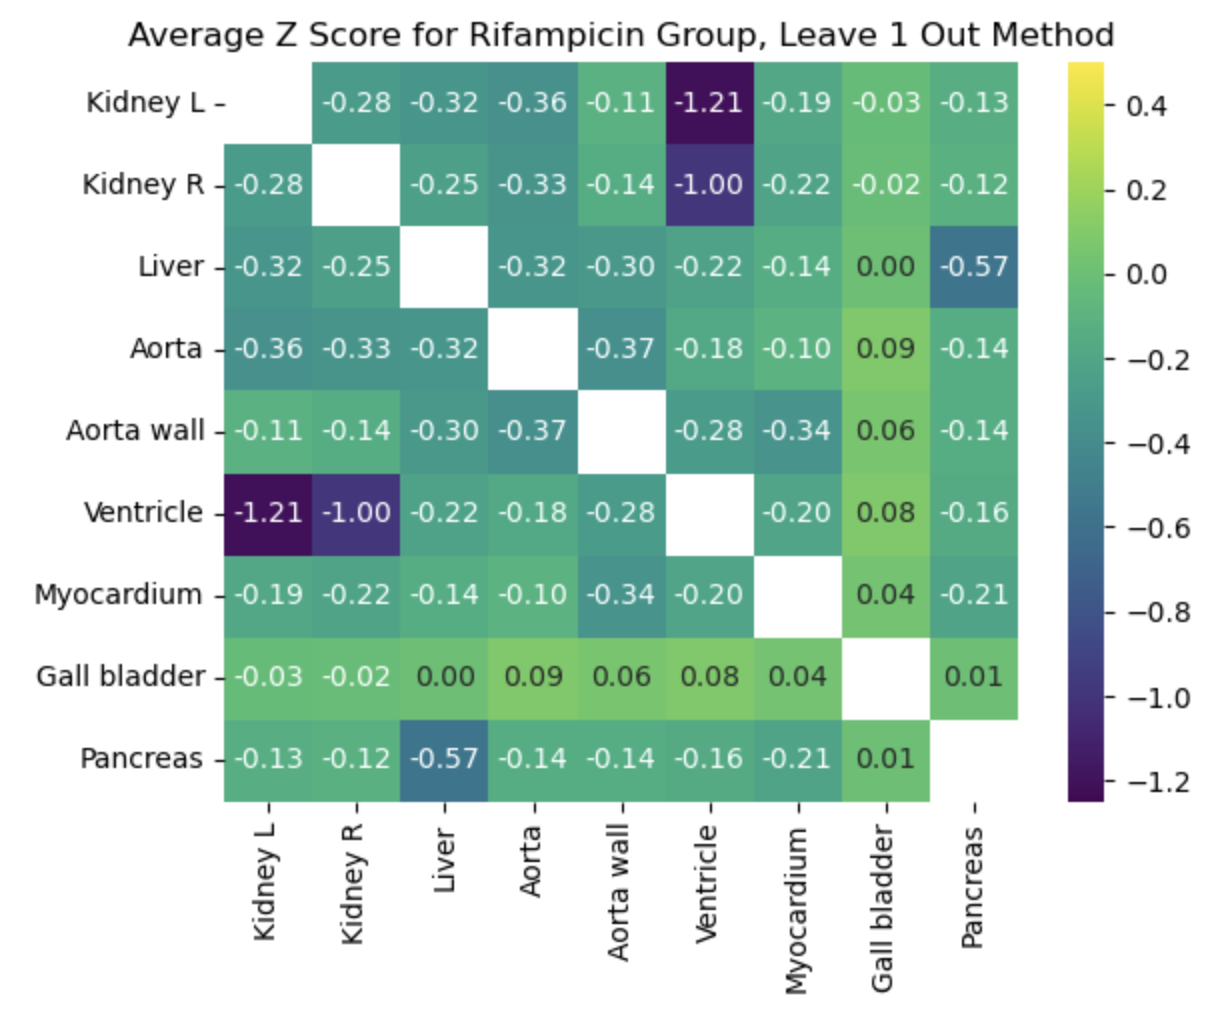 Average Z Score for Rifampicin Group, Leave 1 Out Method
Kidney L -0.28 -0.32 -0.36 -0.11 -1.21 -0.19 -0.03 -0.13
Kidney R -0.28 -0.25 -0.33 -0.14 -1.00 -0.22 -0.02 -0.12
Liver -0.32 -0.25 -0.32 -0.30 -0.22 -0.14 0.00 -0.57
Aorta -0.36 -0.33 -0.32 -0.37 -0.18 -0.10 0.09 -0.14
Aorta wall -0.11 -0.14 -0.30 -0.37 -0.28 -0.34 0.06 -0.14
Ventricle -1.21 -1.00 -0.22 -0.18 -0.28 -0.20 0.08 -0.16
Myocardium -0.19 -0.22 -0.14 -0.10 -0.34 -0.20 0.04 -0.21
Gall bladder -0.03 -0.02 0.00 0.09 0.06 0.08 0.04 0.01
Pancreas -0.13 -0.12 -0.57 -0.14 -0.14 -0.16 -0.21 0.01
Kidney L
Kidney R
Liver
Aorta
Aorta wall
Ventricle
Myocardium
Gall bladder
Pancreas
0.4
0.2
0.0
−0.2
−0.4
−0.6
−0.8
−1.0
−1.2